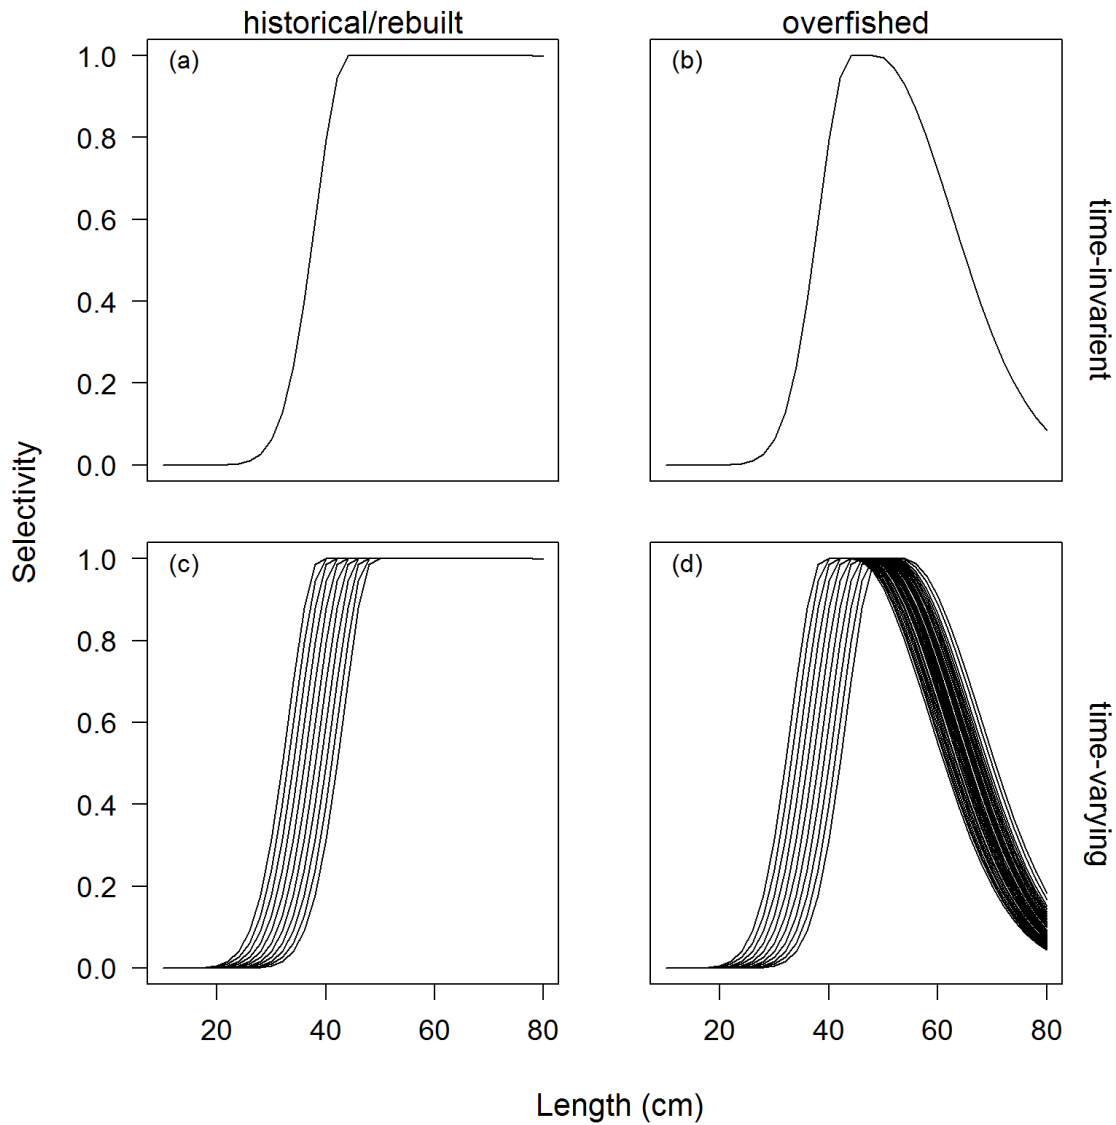 historical/rebuilt
overfished
(a)
(b)
1.0
0.8
0.6
0.4
0.2
0.0
time-invarient
Selectivity
(c)
(d)
1.0
0.8
0.6
0.4
0.2
0.0
time-varying
20 40 60 80
20 40 60 80
Length (cm)